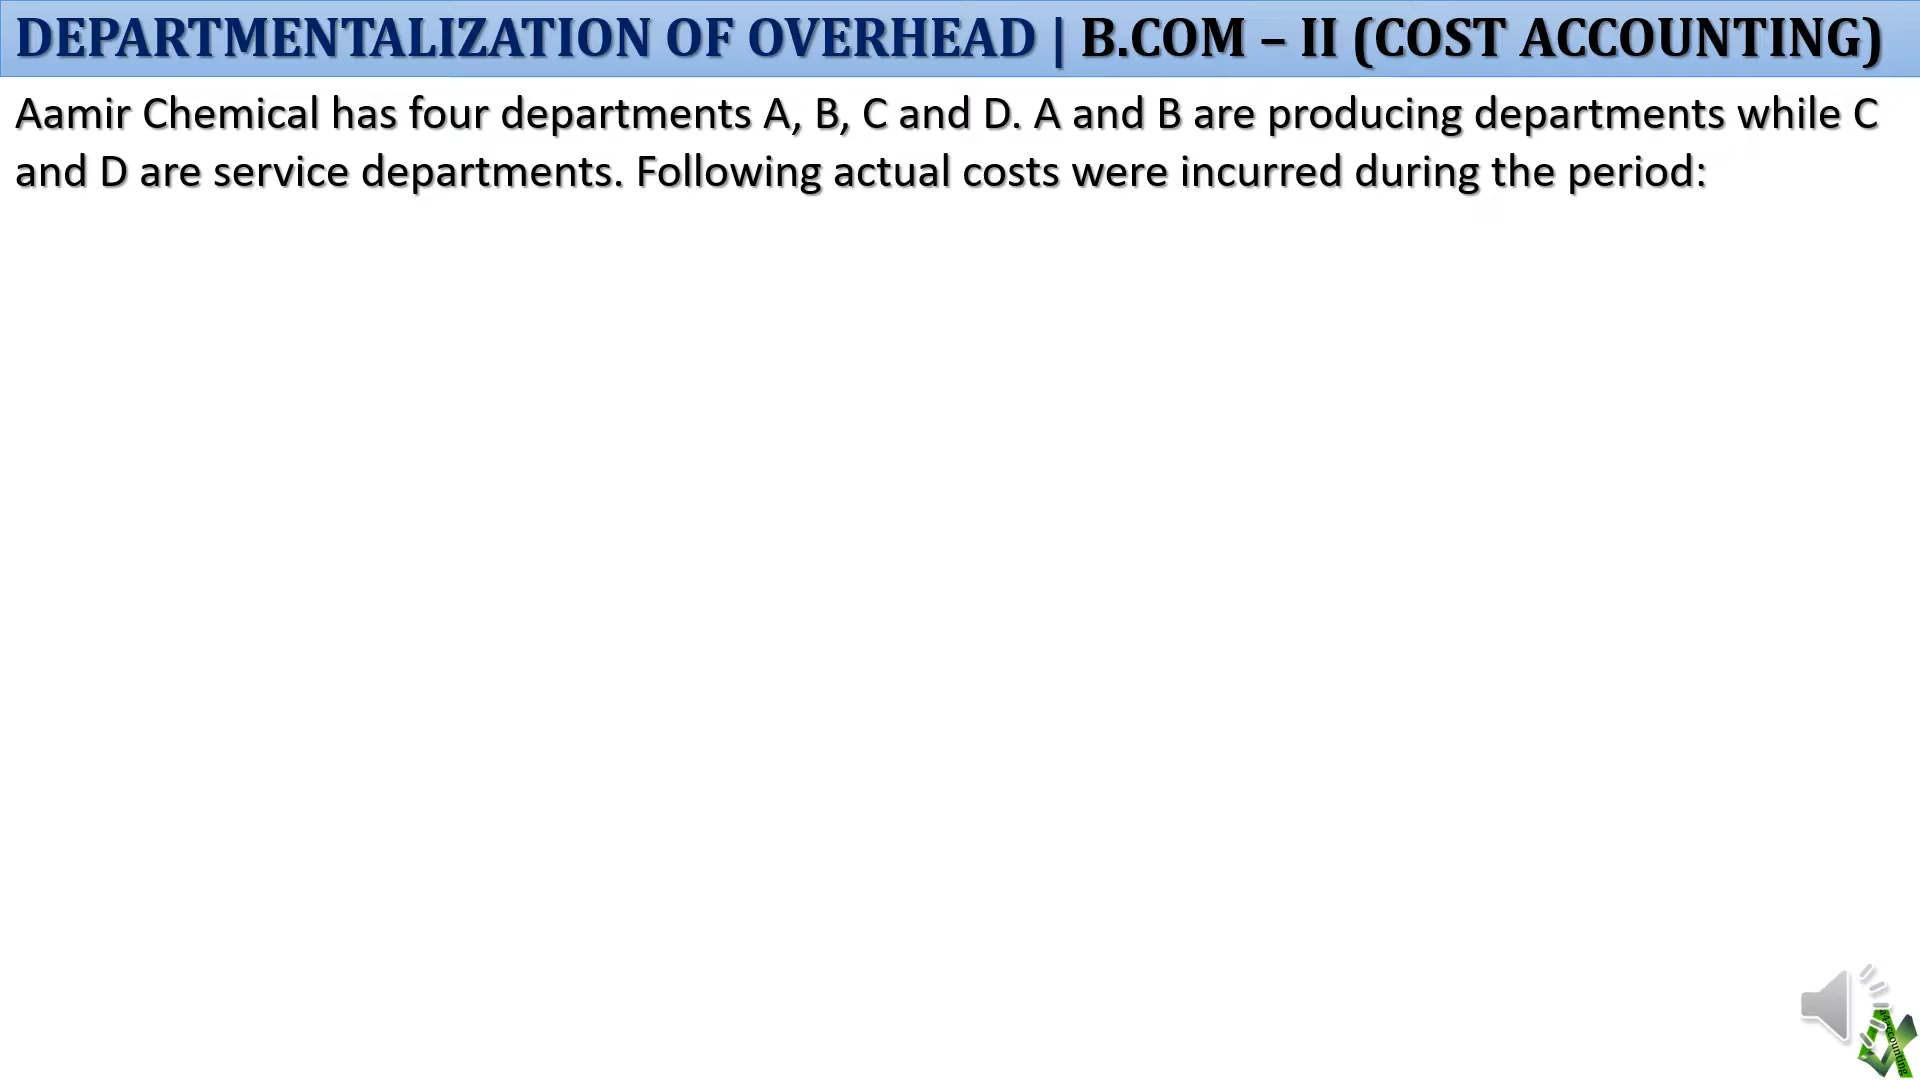 DEPARTMENTALIZATION OF OVERHEAD | B.COM – II (COST ACCOUNTING)
Aamir Chemical has four departments A, B, C and D. A and B are producing departments while C
and D are service departments. Following actual costs were incurred during the period: